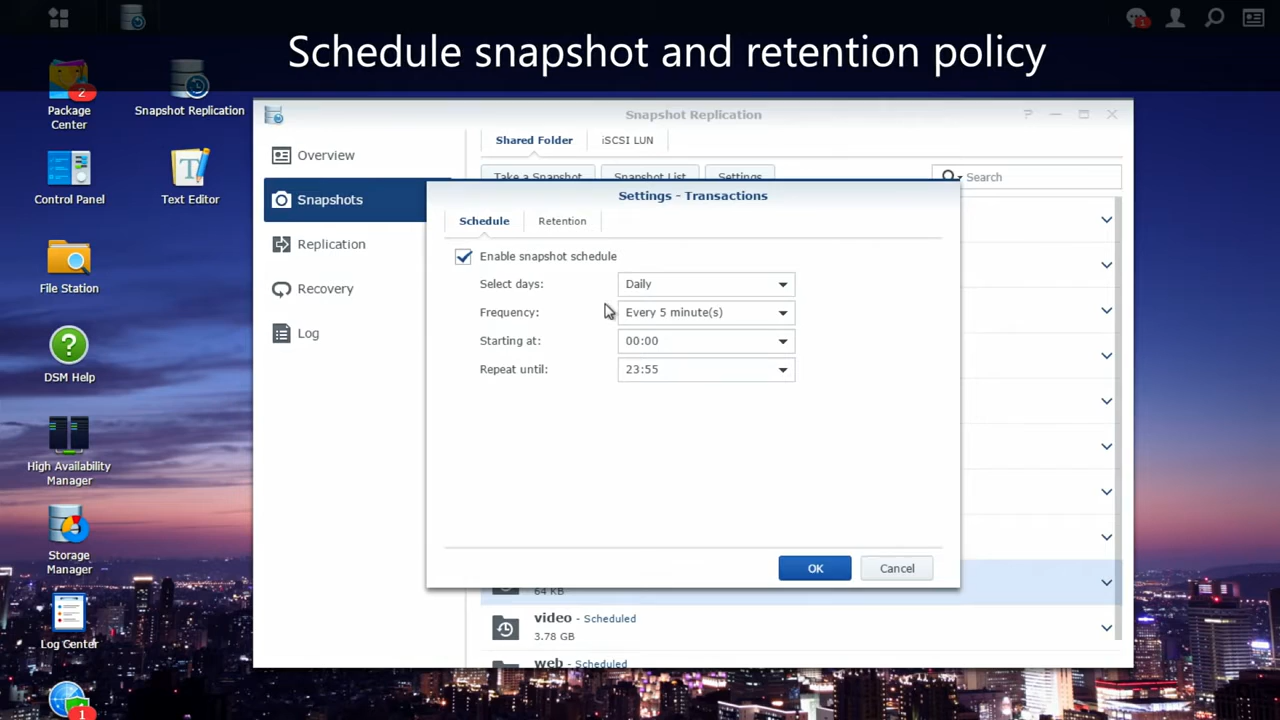 Schedule snapshot and retention policy
1
2
Package
Center
Snapshot Replication
Control Panel
Text Editor
File Station
DSM Help
High Availability
Manager
Storage
Manager
Log Center
1
Snapshot Replication
Overview
Snapshots
Replication
Recovery
Log
Shared Folder
iSCSI LUN
Take a Snapshot
Snapshot List
Settings
Search
Settings - Transactions
Schedule
Retention
Enable snapshot schedule
Select days: Daily
Frequency: Every 5 minute(s)
Starting at: 00:00
Repeat until: 23:55
OK
Cancel
64 KB
video - Scheduled
3.78 GB
web - Scheduled